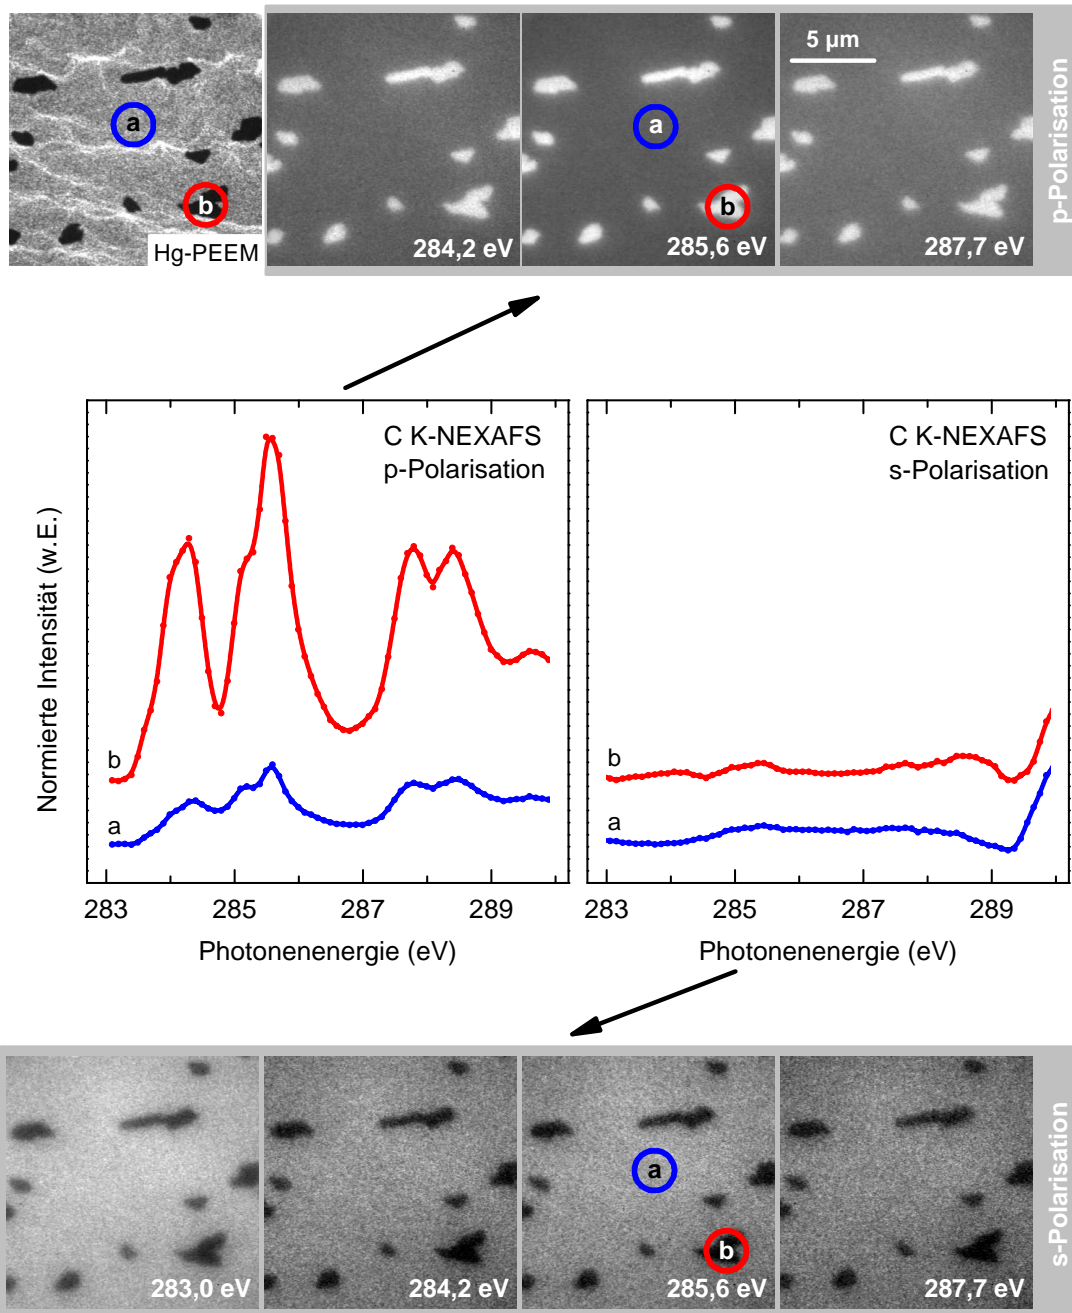 a
b
Hg-PEEM
284,2 eV
a
b
285,6 eV
5 µm
287,7 eV
p-Polarisation
C K-NEXAFS
p-Polarisation
b
a
283
285
287
289
Photonenenergie (eV)
Normierte Intensität (w.E.)
C K-NEXAFS
s-Polarisation
b
a
283
285
287
289
Photonenenergie (eV)
283,0 eV
284,2 eV
a
b
285,6 eV
287,7 eV
s-Polarisation